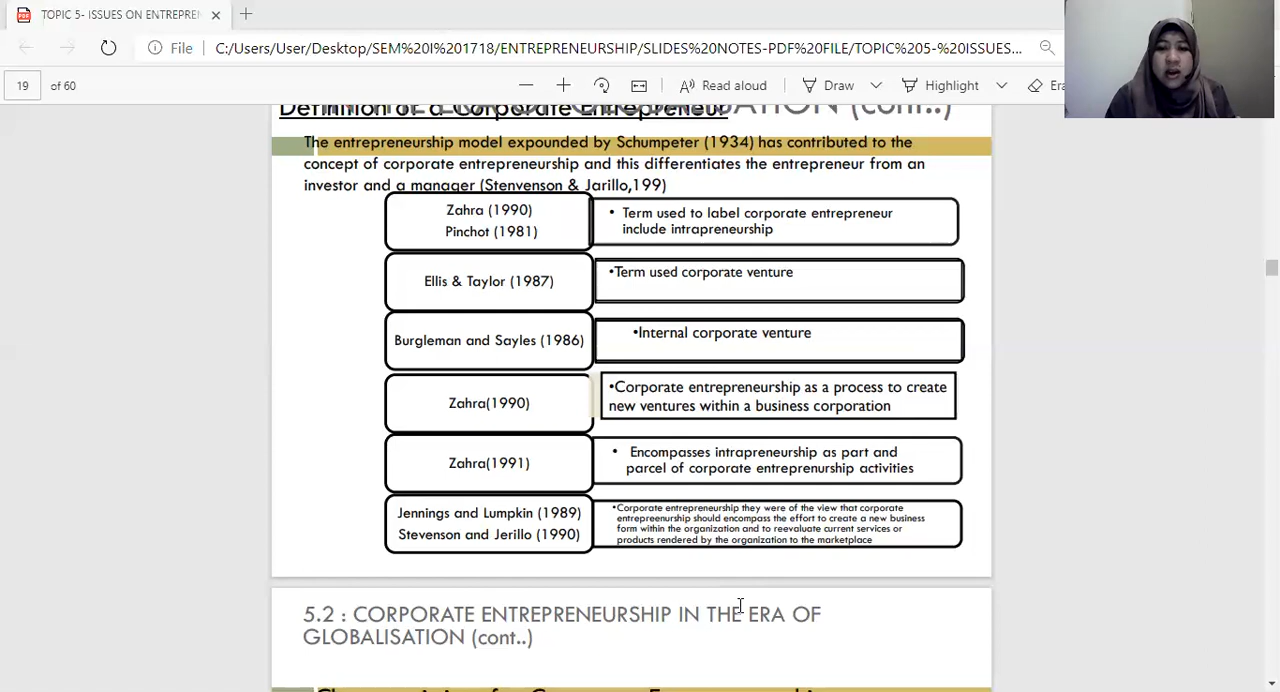 TOPIC 5- ISSUES ON ENTREPREN
File
C:/Users/User/Desktop/SEM%20I%201718/ENTREPRENEURSHIP/SLIDES%20NOTES-PDF%20FILE/TOPIC%205-%20ISSUES...
19 of 60
Read aloud
Draw
Highlight
Definition of a Corporate Entrepreneur
(cont..)
The entrepreneurship model expounded by Schumpeter (1934) has contributed to the
concept of corporate entrepreneurship and this differentiates the entrepreneur from an
investor and a manager (Stenvenson & Jarillo,199)
Zahra (1990)
Pinchot (1981)
• Term used to label corporate entrepreneur
include intrapreneurship
Ellis & Taylor (1987)
•Term used corporate venture
Burgleman and Sayles (1986)
•Internal corporate venture
Zahra(1990)
•Corporate entrepreneurship as a process to create
new ventures within a business corporation
Zahra(1991)
• Encompasses intrapreneurship as part and
parcel of corporate entreprenurship activities
Jennings and Lumpkin (1989)
Stevenson and Jerillo (1990)
•Corporate entrepreneurship they were of the view that corporate
entrepreenurship should encompass the effort to create a new business
form within the organization and to reevaluate current services or
products rendered by the organization to the marketplace
5.2 : CORPORATE ENTREPRENEURSHIP IN THE ERA OF
GLOBALISATION (cont..)